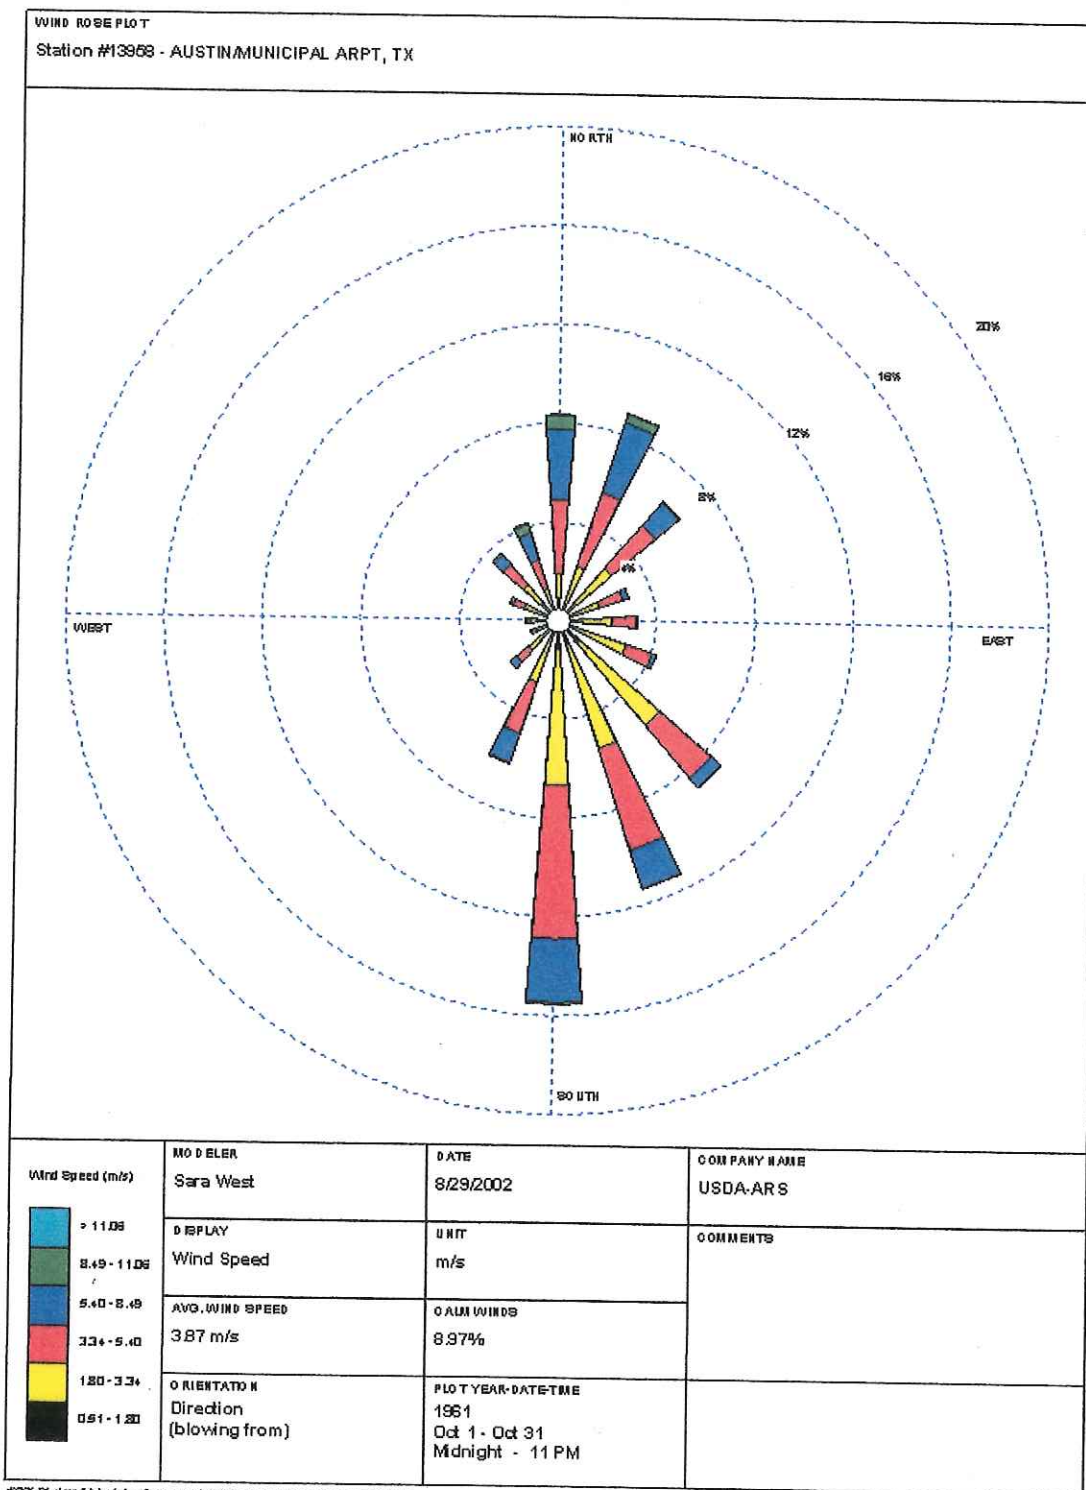 WIND ROSE PLOT
Station #13958 - AUSTIN/MUNICIPAL ARPT, TX
NORTH
20%
16%
12%
8%
4%
WEST
EAST
SOUTH
Wind Speed (m/s)
> 11.06
8.49 - 11.06
5.40 - 8.49
3.34 - 5.40
1.80 - 3.34
0.51 - 1.80
MODELER
Sara West
DATE
8/29/2002
COMPANY NAME
USDA-ARS
DISPLAY
Wind Speed
UNIT
m/s
COMMENTS
AVG. WIND SPEED
3.87 m/s
CALM WINDS
8.97%
ORIENTATION
Direction
(blowing from)
PLOT YEAR-DATE-TIME
1961
Oct 1 - Oct 31
Midnight - 11 PM